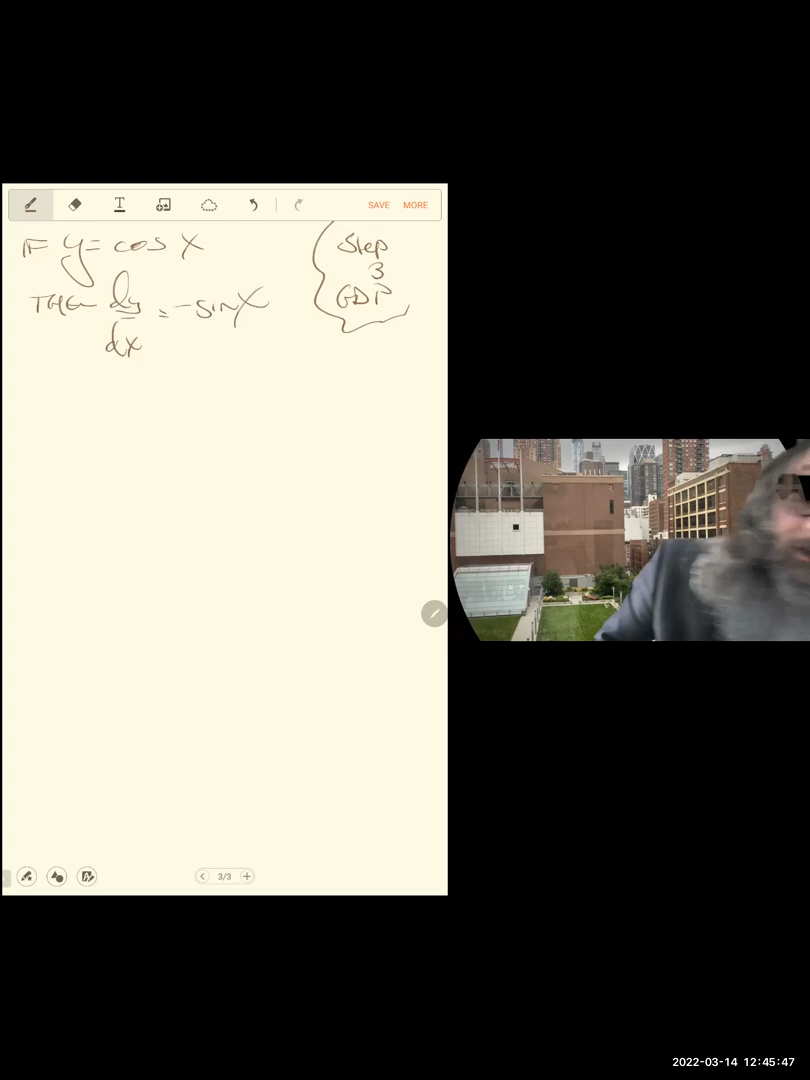 T
SAVE MORE
IF y = cos x
THEN dy/dx = -sin x
Step
3
GDP
3/3
2022-03-14 12:45:47